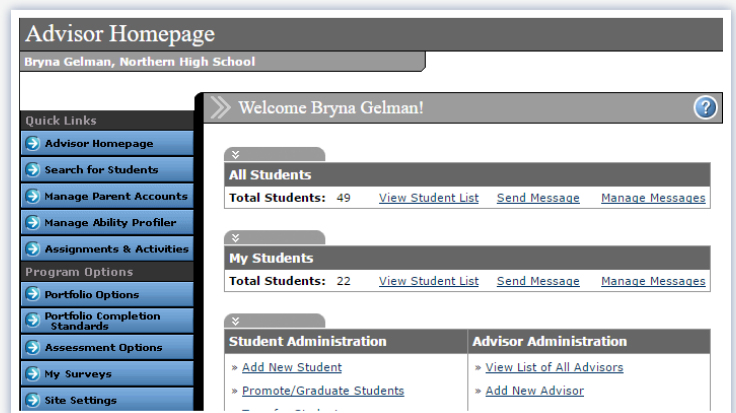 Advisor Homepage
Bryna Gelman, Northern High School
Quick Links
Advisor Homepage
Search for Students
Manage Parent Accounts
Manage Ability Profiler
Assignments & Activities
Program Options
Portfolio Options
Portfolio Completion
Standards
Assessment Options
My Surveys
Site Settings
Welcome Bryna Gelman!
?
All Students
Total Students: 49 View Student List Send Message Manage Messages
My Students
Total Students: 22 View Student List Send Message Manage Messages
Student Administration
» Add New Student
» Promote/Graduate Students
Advisor Administration
» View List of All Advisors
» Add New Advisor